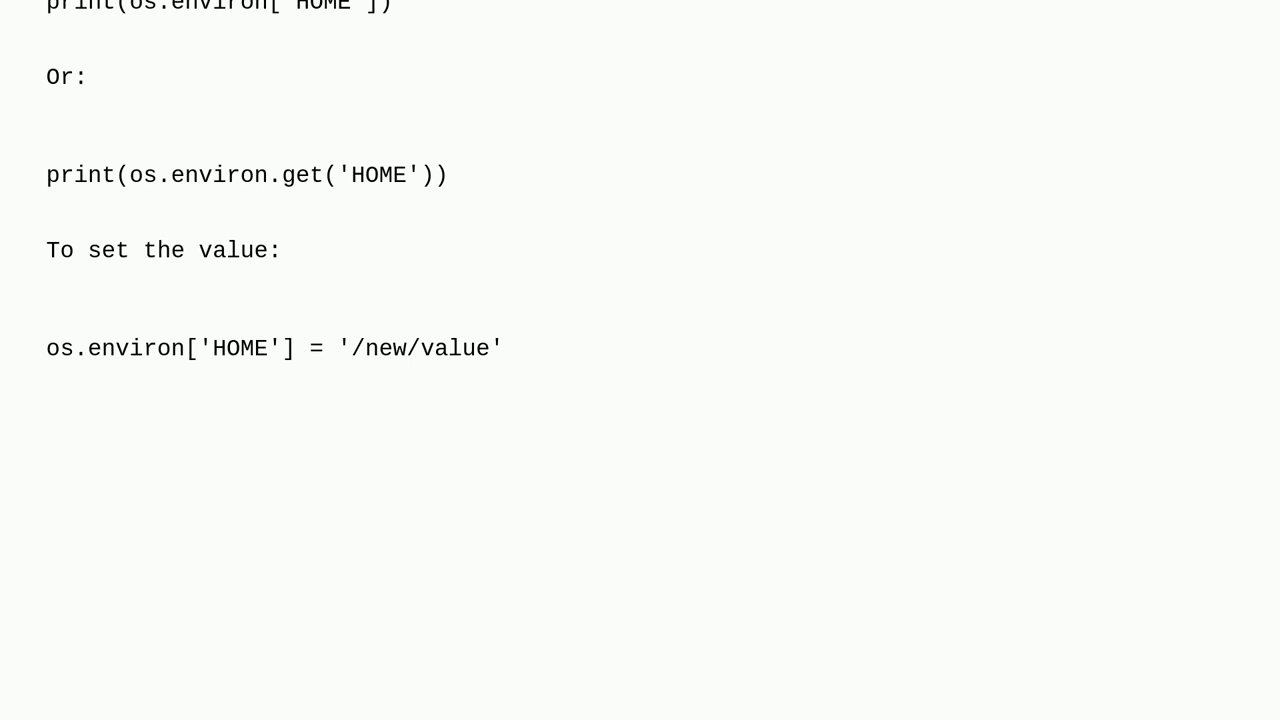 print(os.environ['HOME'])
Or:
print(os.environ.get('HOME'))
To set the value:
os.environ['HOME'] = '/new/value'